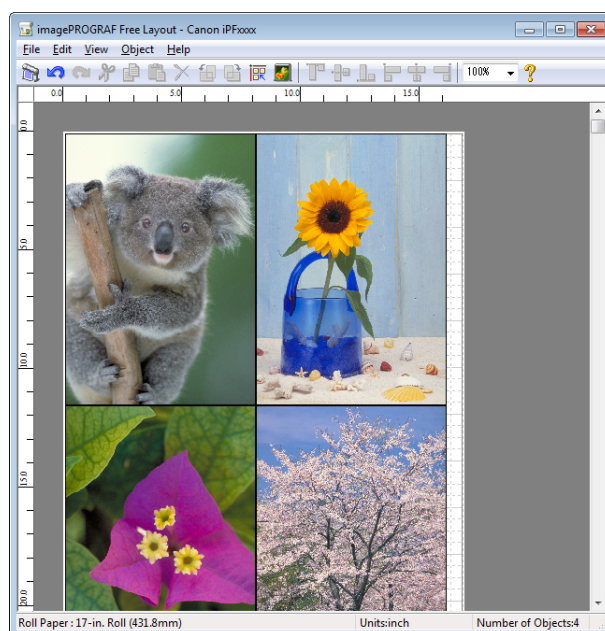 imagePROGRAF Free Layout - Canon iPFxxxx
File Edit View Object Help
100%
0.0 5.0 10.0 15.0
0.0
5.0
10.0
15.0
20.0
Roll Paper : 17-in. Roll (431.8mm) Units:inch Number of Objects:4